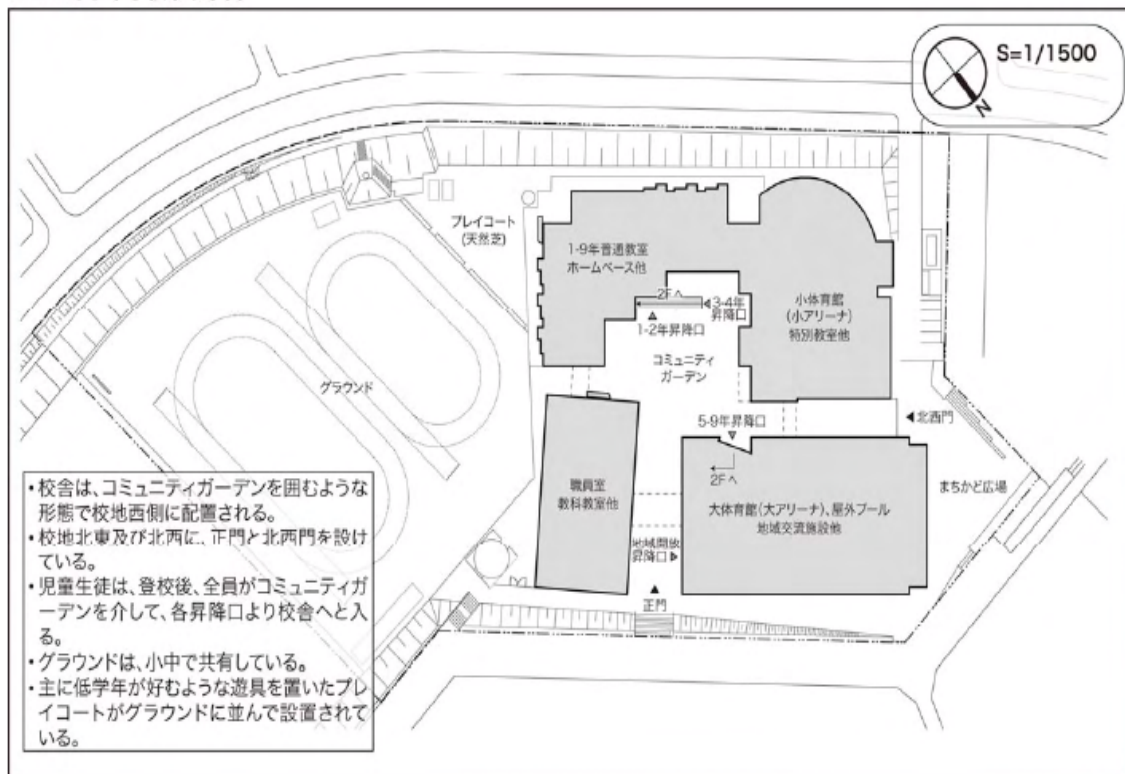 S=1/1500
N
プレイコート
(天然芝)
1-9年普通教室
ホームベース他
2Fへ
3-4年
昇降口
1-2年昇降口
小体育館
(小アリーナ)
特別教室他
コミュニティ
ガーデン
グラウンド
北西門
5-9年昇降口
2Fへ
職員室
教科教室他
まちかど広場
大体育館(大アリーナ)、屋外プール
地域交流施設他
地域開放
昇降口
正門
・校舎は、コミュニティガーデンを囲むような
形態で校地西側に配置される。
・校地北東及び北西に、正門と北西門を設け
ている。
・児童生徒は、登校後、全員がコミュニティガ
ーデンを介して、各昇降口より校舎へと入
る。
・グラウンドは、小中で共有している。
・主に低学年が好むような遊具を置いたプレ
イコートがグラウンドに並んで設置されて
いる。